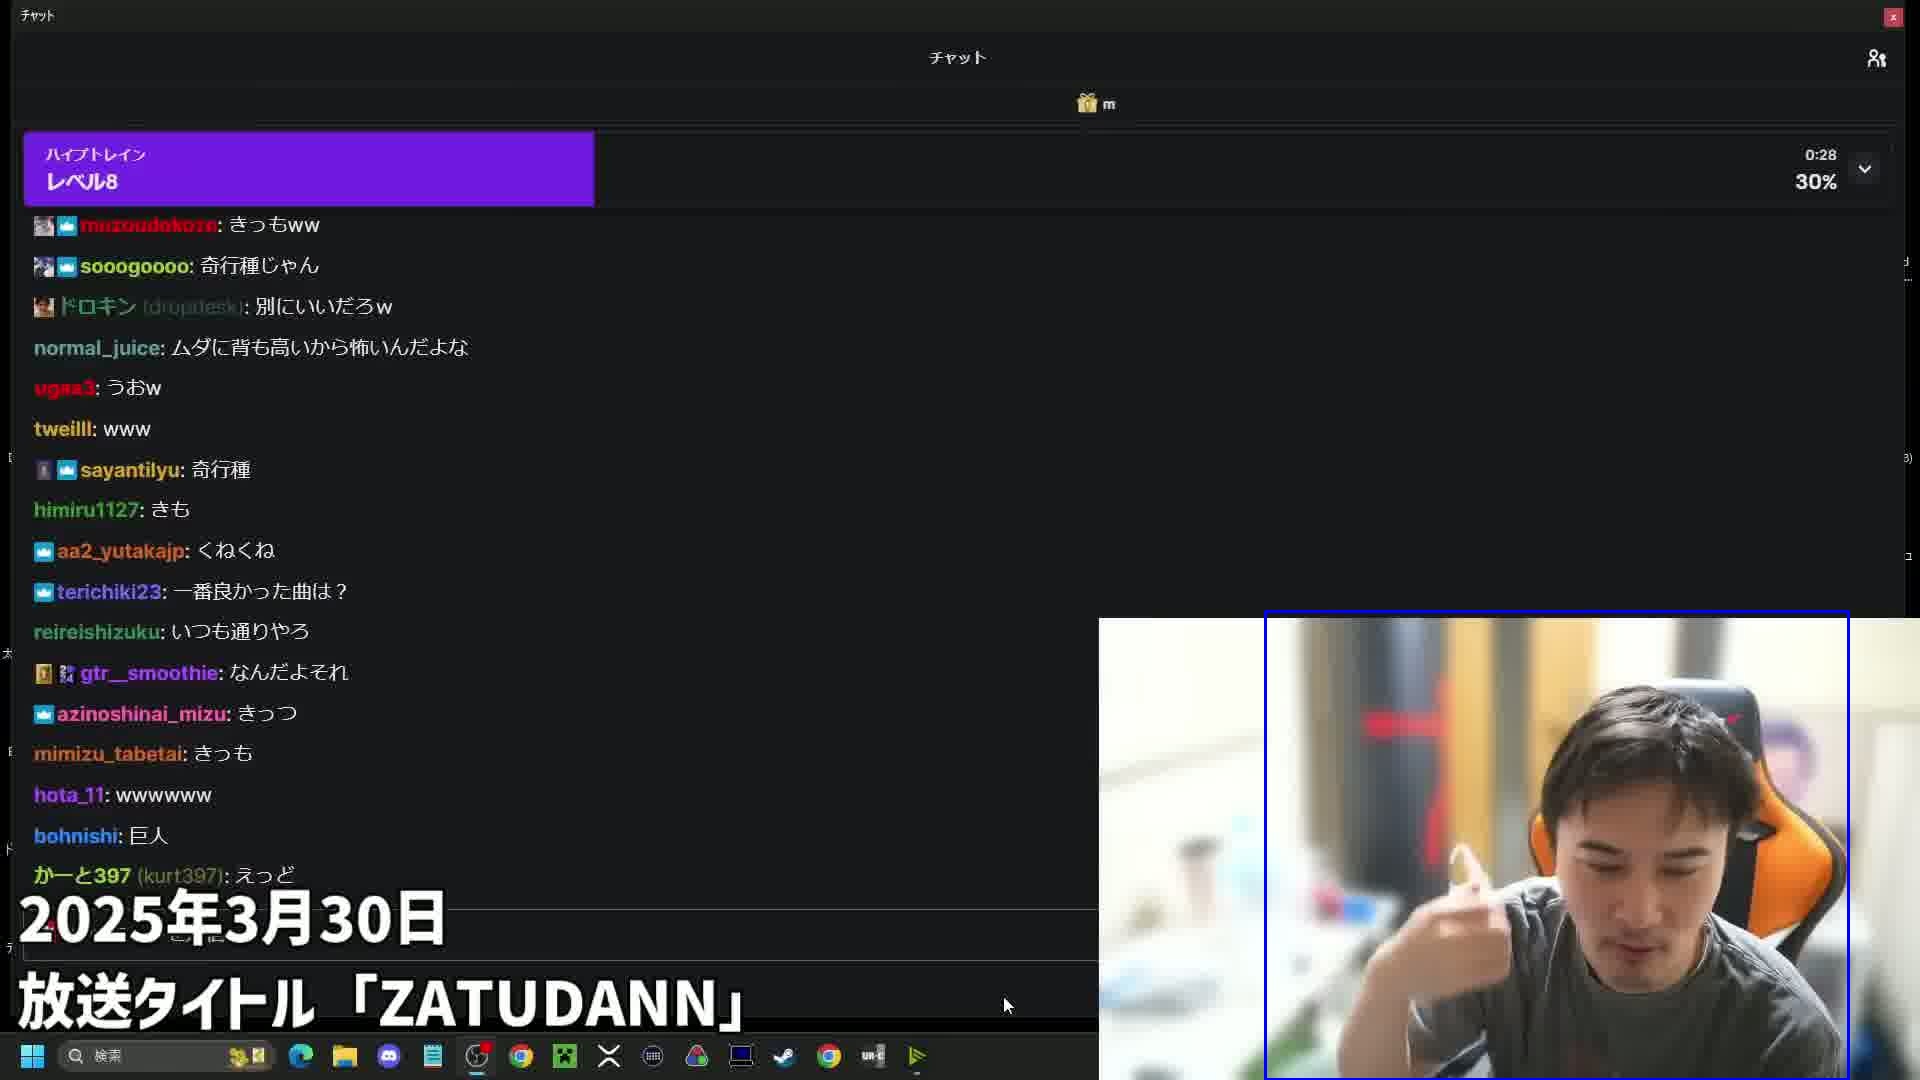 チャット
チャット
m
ハイプトレイン
レベル8
0:28
30%
muzoudokoze: きっもww
sooogoooo: 奇行種じゃん
ドロキン (dropdesk): 別にいいだろw
normal_juice: ムダに背も高いから怖いんだよな
ugaa3: うおw
tweilll: www
sayantilyu: 奇行種
himiru1127: きも
aa2_yutakajp: くねくね
terichiki23: 一番良かった曲は？
reireishizuku: いつも通りやろ
gtr__smoothie: なんだよそれ
azinoshinai_mizu: きっつ
mimizu_tabetai: きっも
hota_11: wwwwww
bohnishi: 巨人
かーと397 (kurt397): えっど
2025年3月30日
放送タイトル「ZATUDANN」
検索
UR-C